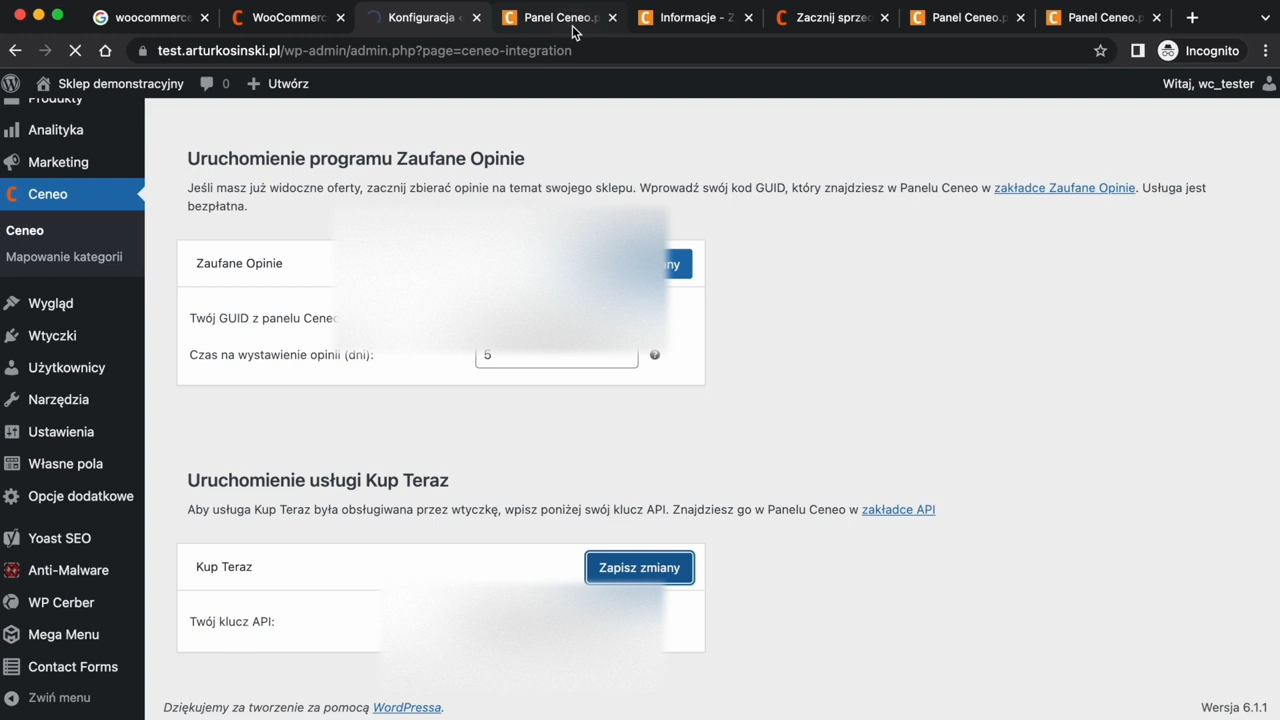 woocommerce
WooCommer
Konfiguracja
Panel Ceneo.p
Informacje - Z
Zacznij sprzec
Panel Ceneo.p
Panel Ceneo.p
test.arturkosinski.pl/wp-admin/admin.php?page=ceneo-integration
Incognito
Sklep demonstracyjny
0
Utwórz
Witaj, wc_tester
Produkty
Analityka
Marketing
Ceneo
Ceneo
Mapowanie kategorii
Wygląd
Wtyczki
Użytkownicy
Narzędzia
Ustawienia
Własne pola
Opcje dodatkowe
Yoast SEO
Anti-Malware
WP Cerber
Mega Menu
Contact Forms
Zwiń menu
Uruchomienie programu Zaufane Opinie
Jeśli masz już widoczne oferty, zacznij zbierać opinie na temat swojego sklepu. Wprowadź swój kod GUID, który znajdziesz w Panelu Ceneo w zakładce Zaufane Opinie. Usługa jest
bezpłatna.
Zaufane Opinie
ny
Twój GUID z panelu Ceneo
Czas na wystawienie opinii (dni):
5
Uruchomienie usługi Kup Teraz
Aby usługa Kup Teraz była obsługiwana przez wtyczkę, wpisz poniżej swój klucz API. Znajdziesz go w Panelu Ceneo w zakładce API
Kup Teraz
Zapisz zmiany
Twój klucz API:
Dziękujemy za tworzenie za pomocą WordPressa.
Wersja 6.1.1